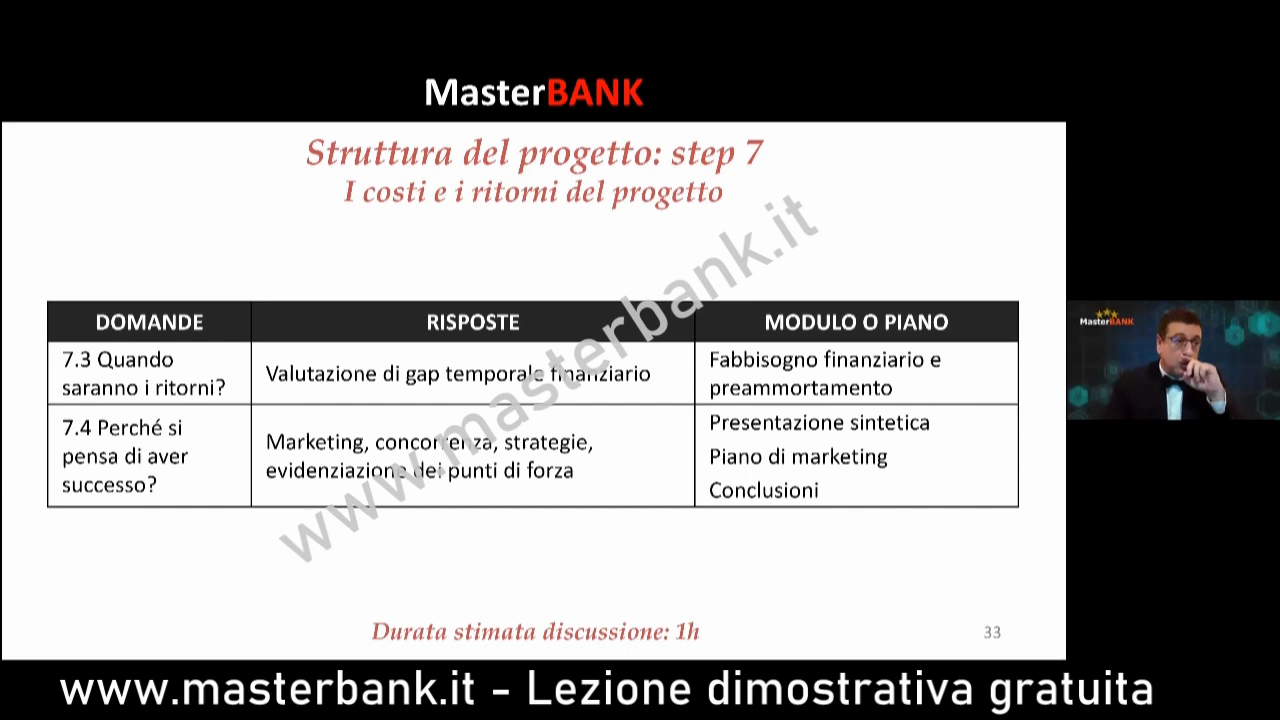 MasterBANK
Struttura del progetto: step 7
I costi e i ritorni del progetto
DOMANDE
RISPOSTE
MODULO O PIANO
7.3 Quando
saranno i ritorni?
Valutazione di gap temporale finanziario
Fabbisogno finanziario e
preammortamento
7.4 Perché si
pensa di aver
successo?
Marketing, concorrenza, strategie,
evidenziazione dei punti di forza
Presentazione sintetica
Piano di marketing
Conclusioni
www.masterbank.it
MasterBANK
Durata stimata discussione: 1h
33
www.masterbank.it - Lezione dimostrativa gratuita